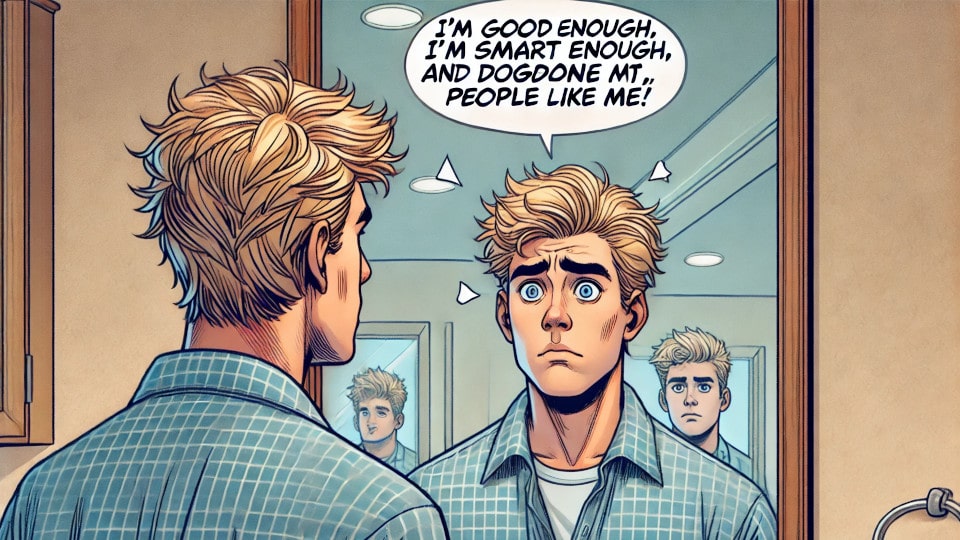 I'M GOOD ENOUGH,
I'M SMART ENOUGH,
AND DOGDONE MT,,
PEOPLE LIKE ME!